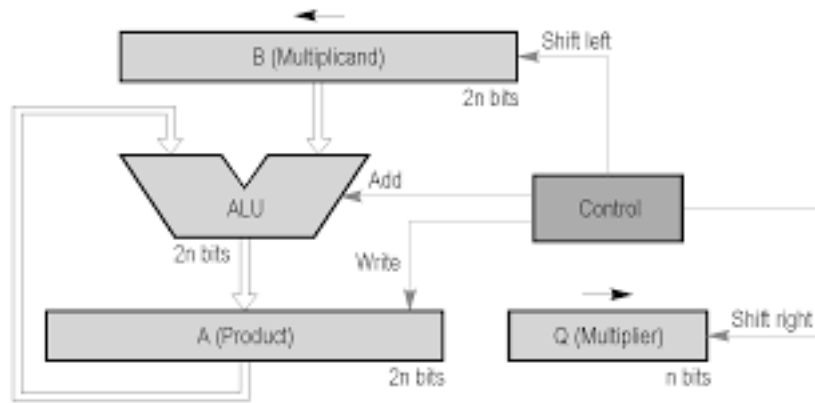 B (Multiplicand)
Shift left
2n bits
Add
ALU
Control
2n bits
Write
A (Product)
Q (Multiplier)
Shift right
2n bits
n bits